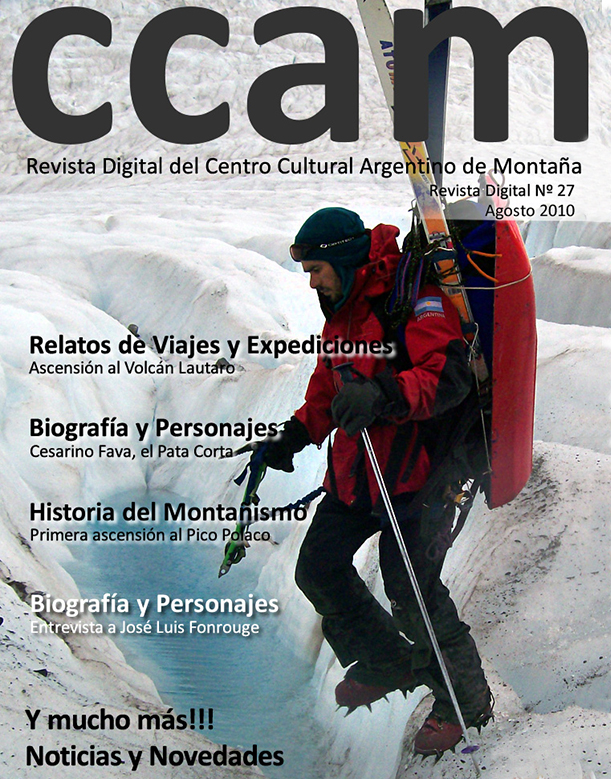 ccam
Revista Digital del Centro Cultural Argentino de Montaña
Revista Digital Nº 27
Agosto 2010
ATOM
ARGENTINA
Relatos de Viajes y Expediciones
Ascensión al Volcán Lautaro
Biografía y Personajes
Cesarino Fava, el Pata Corta
Historia del Montañismo
Primera ascensión al Pico Polaco
Biografía y Personajes
Entrevista a José Luis Fonrouge
Y mucho más!!!
Noticias y Novedades